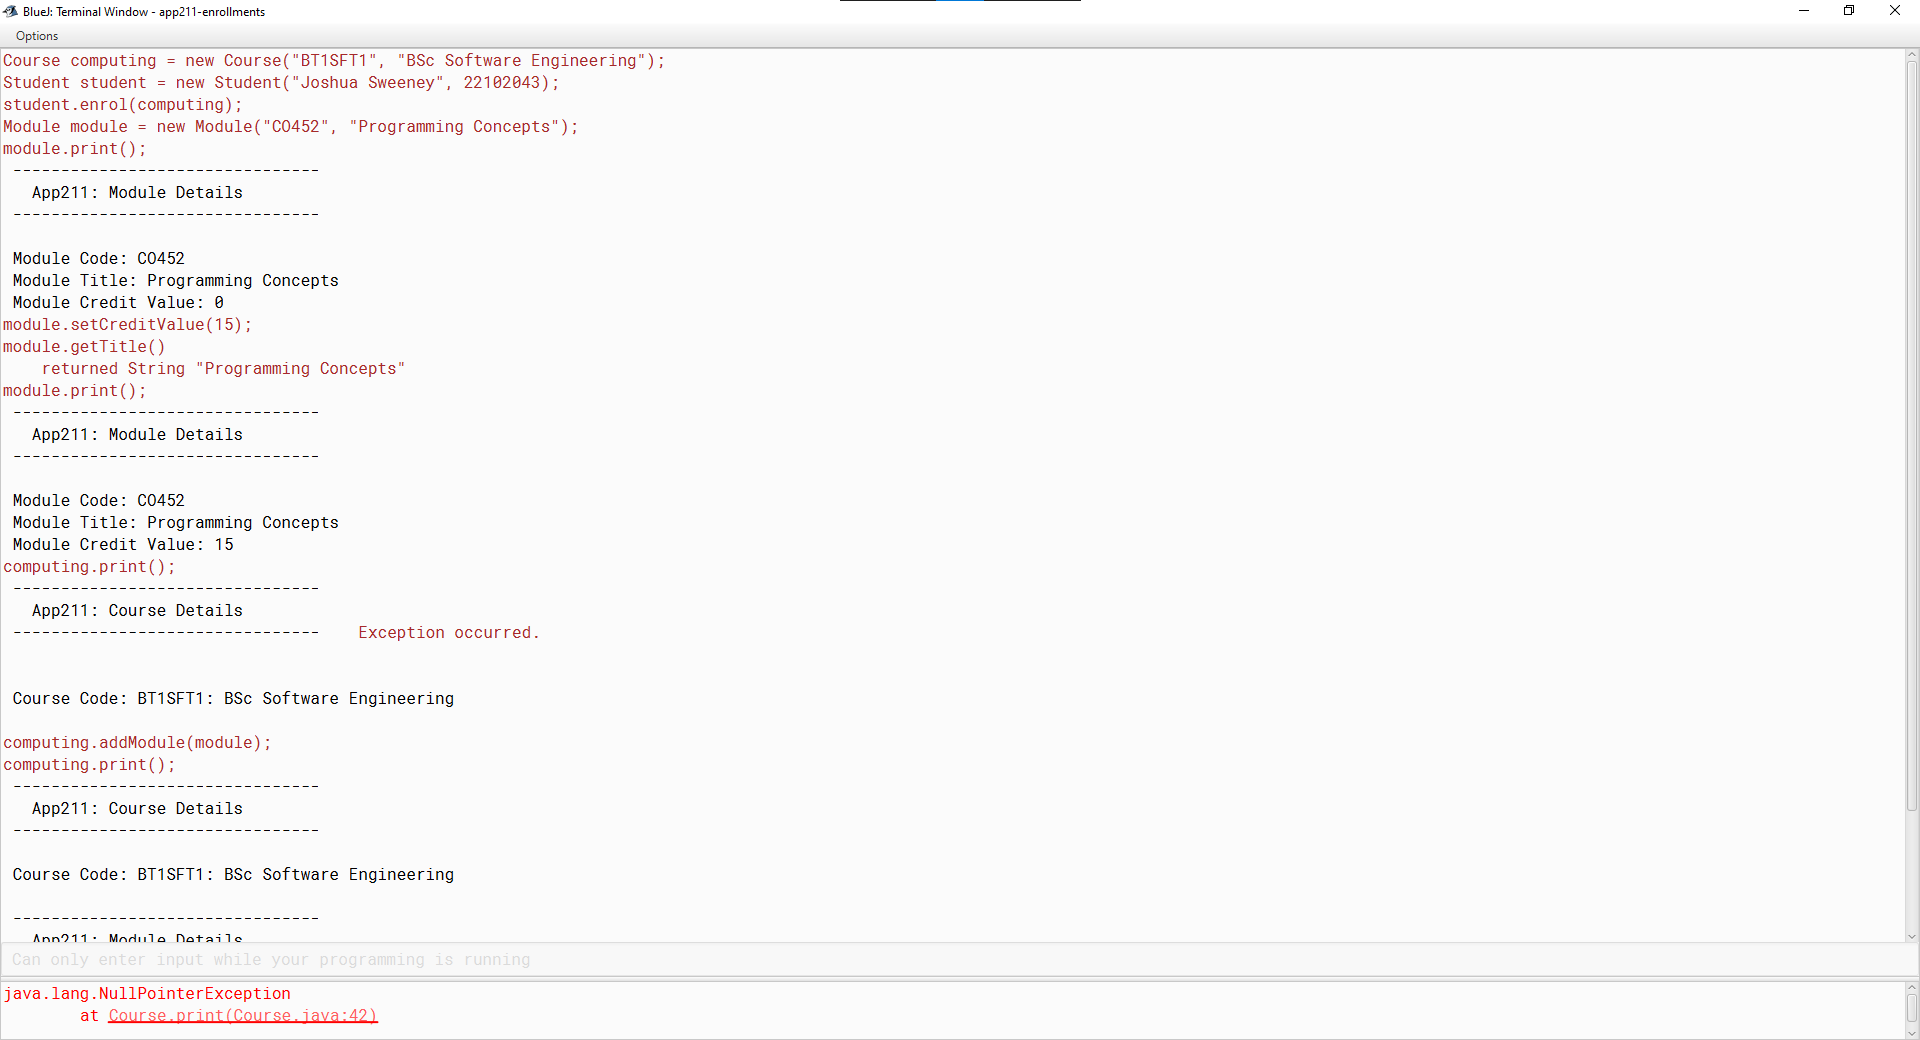 BlueJ: Terminal Window - app211-enrollments
Options
Course computing = new Course("BT1SFT1", "BSc Software Engineering");
Student student = new Student("Joshua Sweeney", 22102043);
student.enrol(computing);
Module module = new Module("CO452", "Programming Concepts");
module.print();
--------------------------------
App211: Module Details
--------------------------------
Module Code: CO452
Module Title: Programming Concepts
Module Credit Value: 0
module.setCreditValue(15);
module.getTitle()
returned String "Programming Concepts"
module.print();
--------------------------------
App211: Module Details
--------------------------------
Module Code: CO452
Module Title: Programming Concepts
Module Credit Value: 15
computing.print();
--------------------------------
App211: Course Details
-------------------------------- Exception occurred.
Course Code: BT1SFT1: BSc Software Engineering
computing.addModule(module);
computing.print();
--------------------------------
App211: Course Details
--------------------------------
Course Code: BT1SFT1: BSc Software Engineering
--------------------------------
App211: Module Details
Can only enter input while your programming is running
java.lang.NullPointerException
at Course.print(Course.java:42)